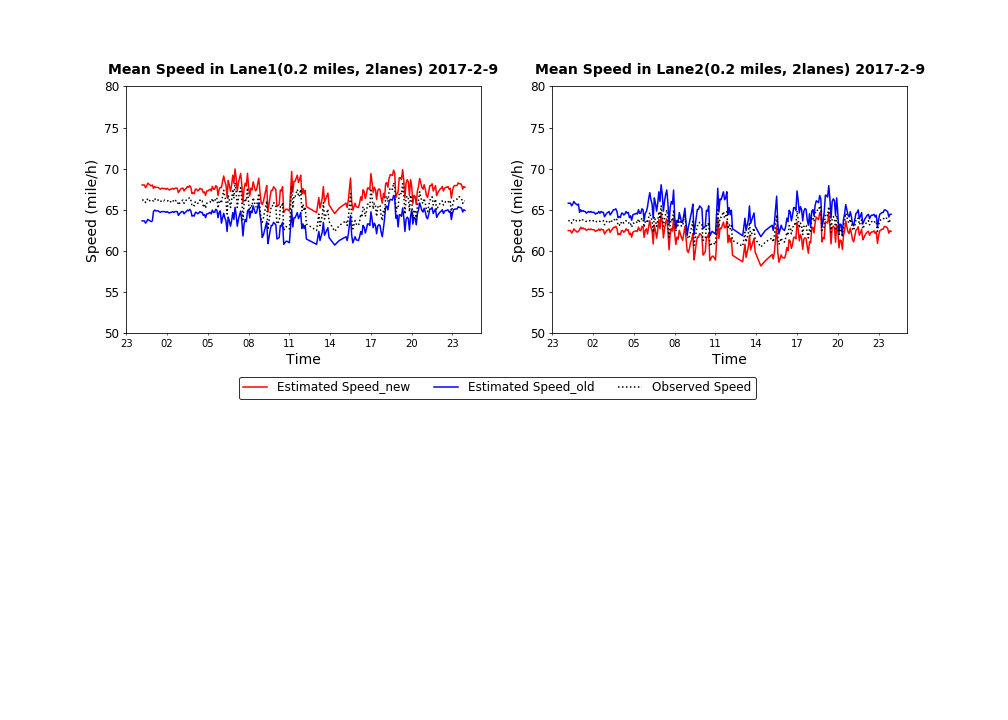 Mean Speed in Lane1(0.2 miles, 2lanes) 2017-2-9
80
75
70
65
60
55
50
Speed (mile/h)
23 02 05 08 11 14 17 20 23
Time
Mean Speed in Lane2(0.2 miles, 2lanes) 2017-2-9
80
75
70
65
60
55
50
Speed (mile/h)
23 02 05 08 11 14 17 20 23
Time
Estimated Speed_new Estimated Speed_old Observed Speed